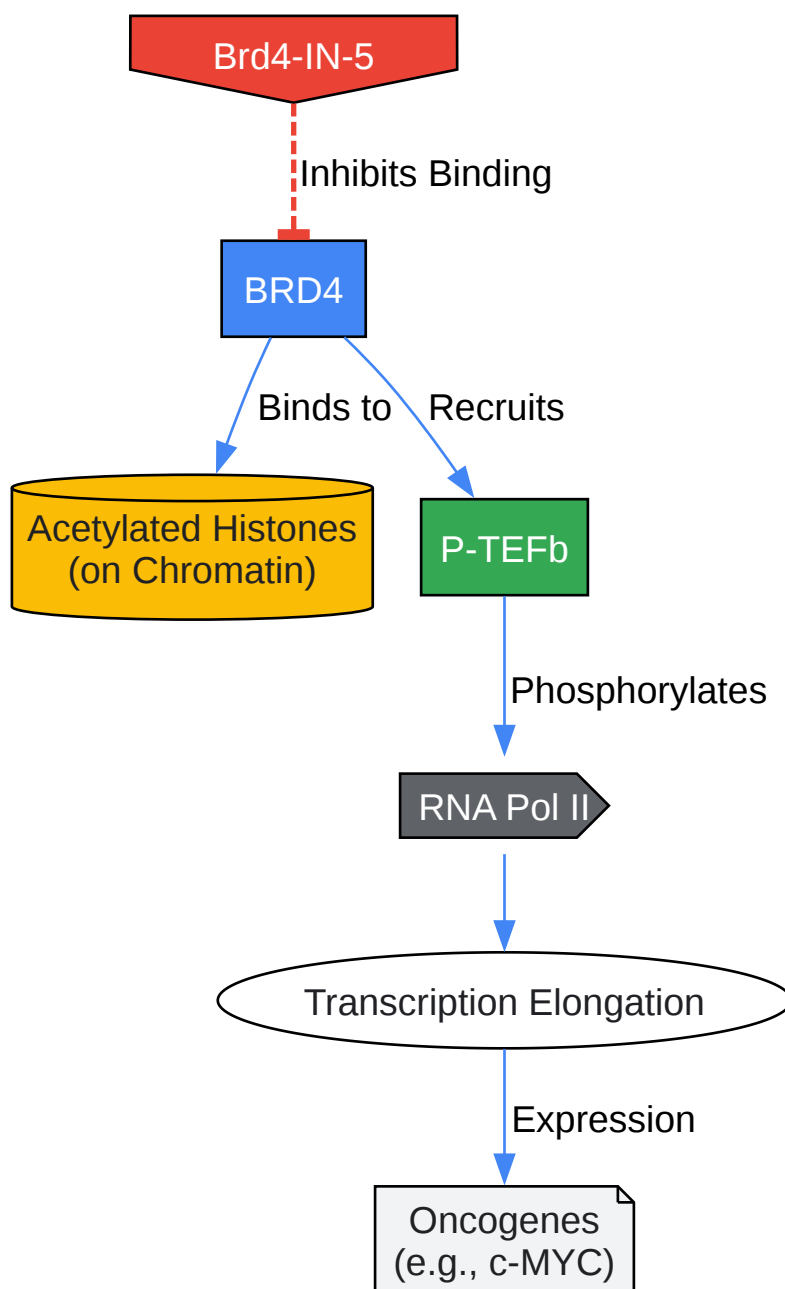 Brd4-IN-5
Inhibits Binding
BRD4
Binds to
Recruits
Acetylated Histones
(on Chromatin)
P-TEFb
Phosphorylates
RNA Pol II
Transcription Elongation
Expression
Oncogenes
(e.g., c-MYC)